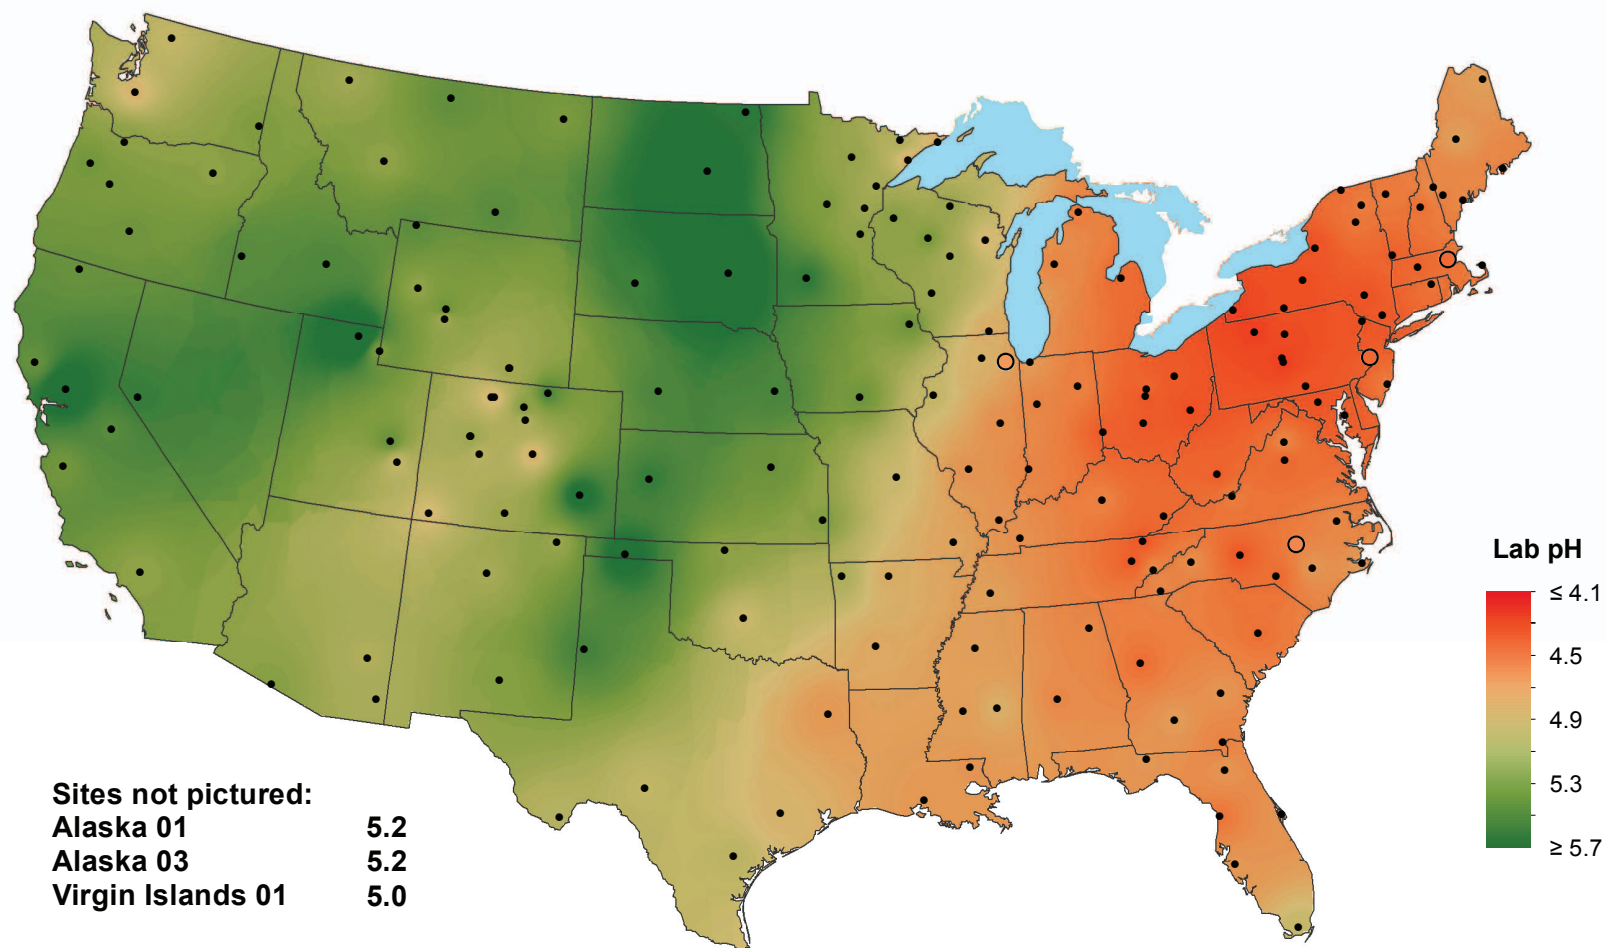 Lab pH
≤ 4.1
4.5
4.9
5.3
≥ 5.7
Sites not pictured:
Alaska 01 5.2
Alaska 03 5.2
Virgin Islands 01 5.0